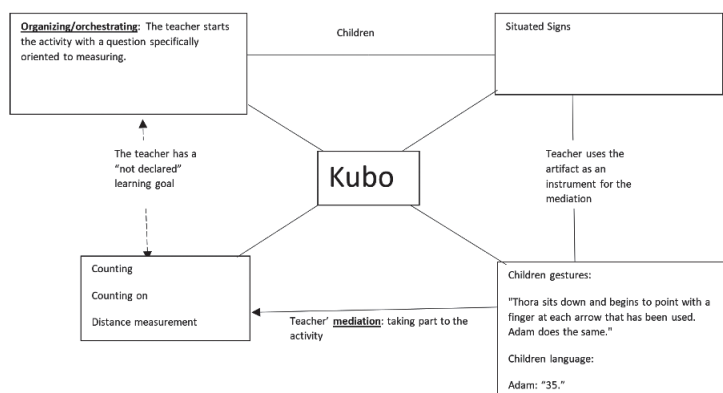 Organizing/orchestrating: The teacher starts
the activity with a question specifically
oriented to measuring.
Children
Situated Signs
The teacher has a
"not declared"
learning goal
Kubo
Teacher uses the
artifact as an
instrument for the
mediation
Counting
Counting on
Distance measurement
Teacher' mediation: taking part to the
activity
Children gestures:
"Thora sits down and begins to point with a
finger at each arrow that has been used.
Adam does the same."
Children language:
Adam: "35."